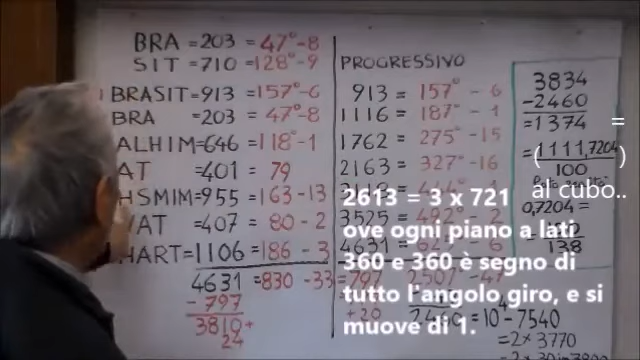 BRA = 203 = 47° - 8
SIT = 710 = 128° - 9
BRASIT = 913 = 157° - 6
BRA = 203 = 47° - 8
ALHIM = 646 = 118° - 1
AT = 401 = 79
HSMIM = 955 = 163 - 13
VAT = 407 = 80 - 2
HART = 1106 = 186 - 3
4631 = 830 - 33 = 797
- 797
3810 +
24
PROGRESSIVO
913 = 157° - 6
1116 = 187° - 1
1762 = 275° - 15
2163 = 327° - 16
3525
4631
+ 20
10 - 7540
= 2 x 3770
3834
- 2460
= 1374
= (1111,7204)
100
al cubo..
0,7204 =
138
2613 = 3 x 721
ove ogni piano a lati
360 e 360 è segno di
tutto l'angolo giro, e si
muove di 1.